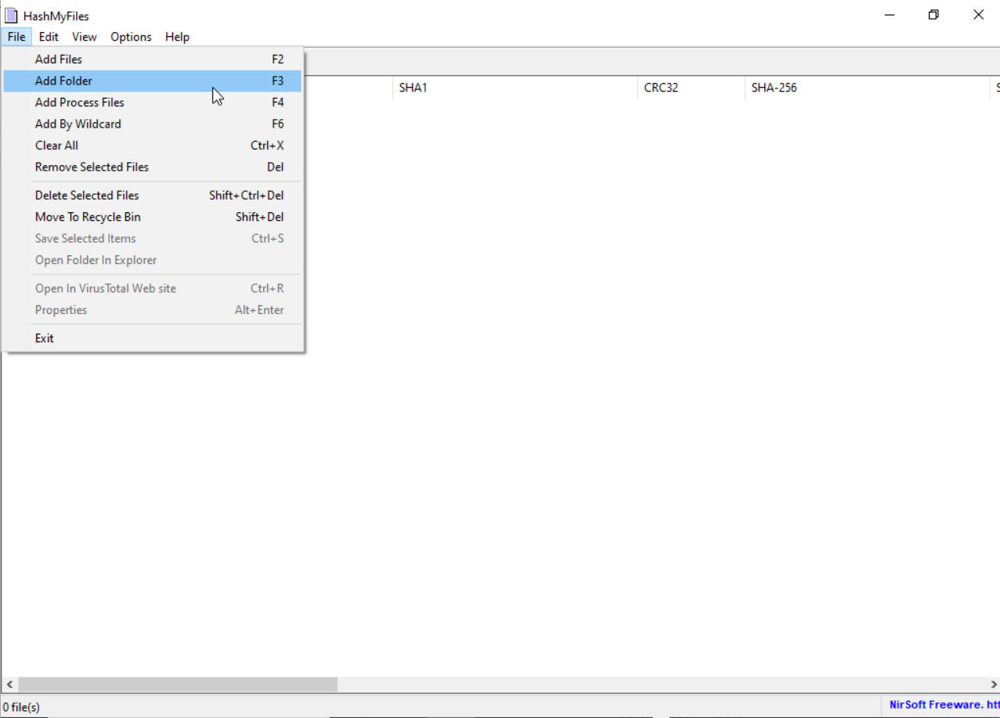 HashMyFiles
File Edit View Options Help
Add Files F2
Add Folder F3
SHA1 CRC32 SHA-256
Add Process Files F4
Add By Wildcard F6
Clear All Ctrl+X
Remove Selected Files Del
Delete Selected Files Shift+Ctrl+Del
Move To Recycle Bin Shift+Del
Save Selected Items Ctrl+S
Open Folder In Explorer
Open In VirusTotal Web site Ctrl+R
Properties Alt+Enter
Exit
0 file(s) NirSoft Freeware. htt